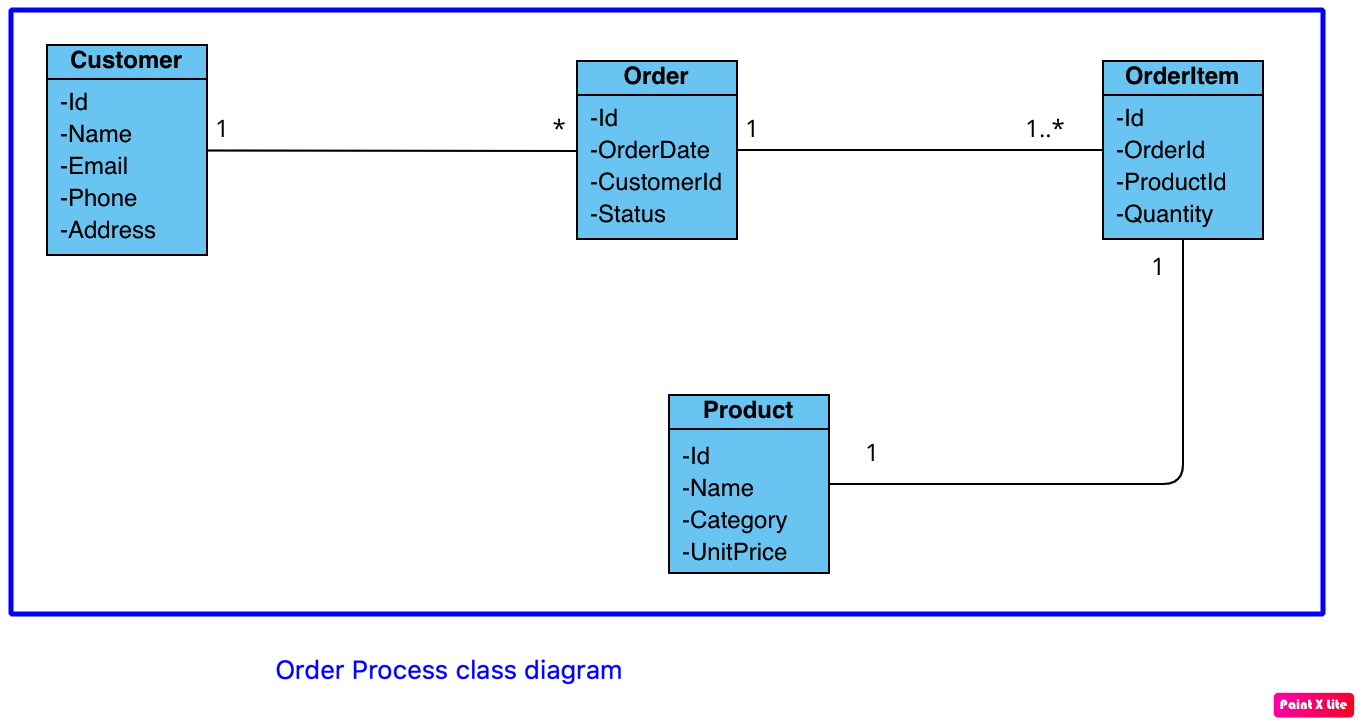 Customer
-Id
-Name
-Email
-Phone
-Address
1
*
Order
-Id
-OrderDate
-CustomerId
-Status
1
1..*
OrderItem
-Id
-OrderId
-ProductId
-Quantity
1
Product
-Id
-Name
-Category
-UnitPrice
1
Order Process class diagram
Paint X Lite